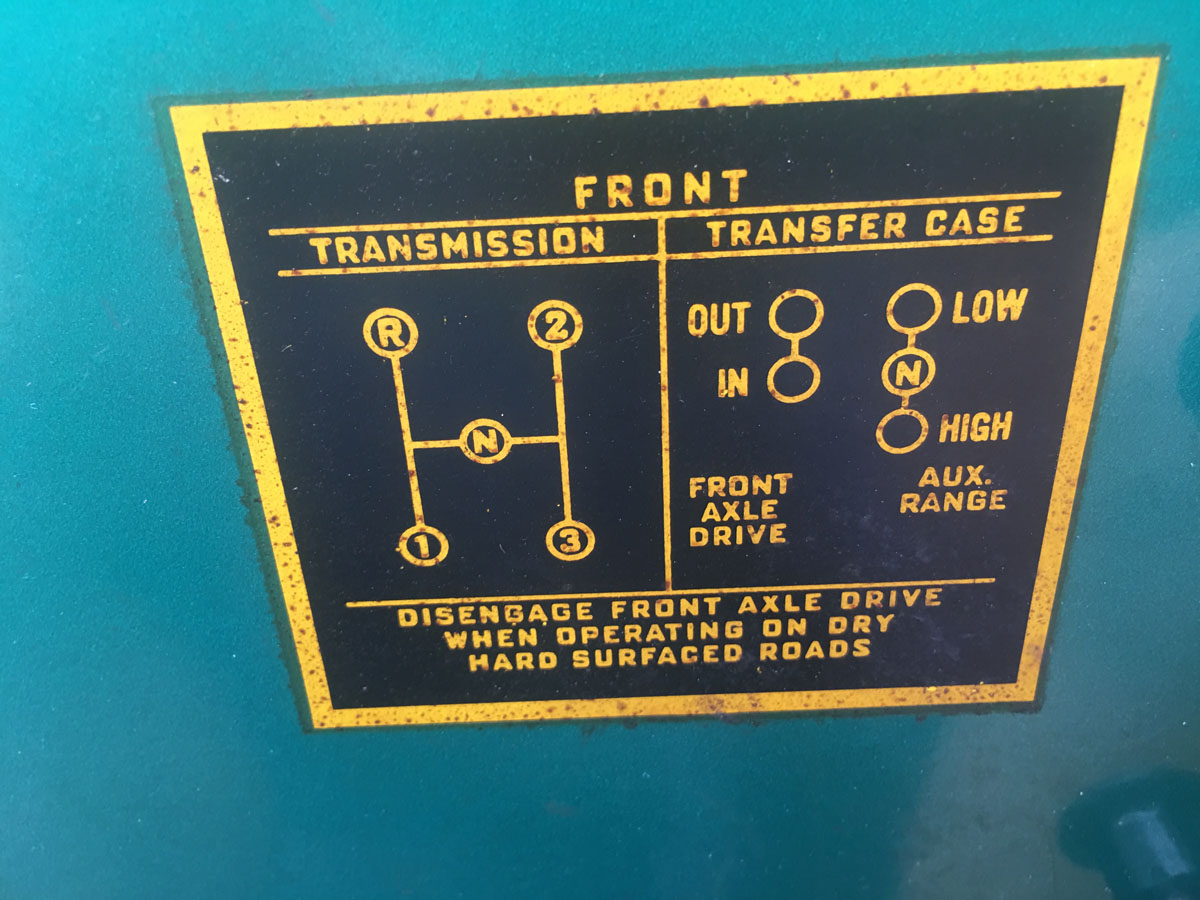 FRONT
TRANSMISSION
TRANSFER CASE
R
2
N
1
3
OUT
IN
FRONT
AXLE
DRIVE
LOW
N
HIGH
AUX.
RANGE
DISENGAGE FRONT AXLE DRIVE
WHEN OPERATING ON DRY
HARD SURFACED ROADS